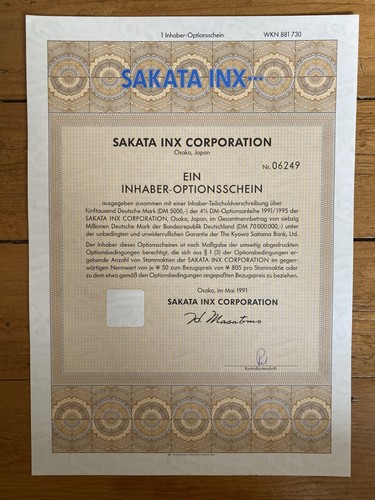 1 Inhaber-Optionsschein WKN 881 730
SAKATA INX
SAKATA INX CORPORATION
Osaka, Japan
Nr. 06249
EIN
INHABER-OPTIONSSCHEIN
ausgegeben zusammen mit einer Inhaber-Teilschuldverschreibung über
fünftausend Deutsche Mark (DM 5000,-) der 4% DM-Optionsanleihe 1991/1995 der
SAKATA INX CORPORATION, Osaka, Japan, im Gesamtnennbetrag von siebzig
Millionen Deutsche Mark der Bundesrepublik Deutschland (DM 70 000 000,-) unter
der unbedingten und unwiderruflichen Garantie der The Kyowa Saitama Bank, Ltd.
Der Inhaber dieses Optionsscheines ist nach Maßgabe der umseitig abgedruckten
Optionsbedingungen berechtigt, die sich aus § 1 (3) der Optionsbedingungen erge-
bende Anzahl von Stammaktien der SAKATA INX CORPORATION im gegen-
wärtigen Nennwert von je ¥ 50 zum Bezugspreis von ¥ 805 pro Stammaktie oder
zu dem etwa gemäß den Optionsbedingungen angepaßten Bezugspreis zu beziehen.
Osaka, im Mai 1991
SAKATA INX CORPORATION
H. Masatomo
Kontrollunterschrift